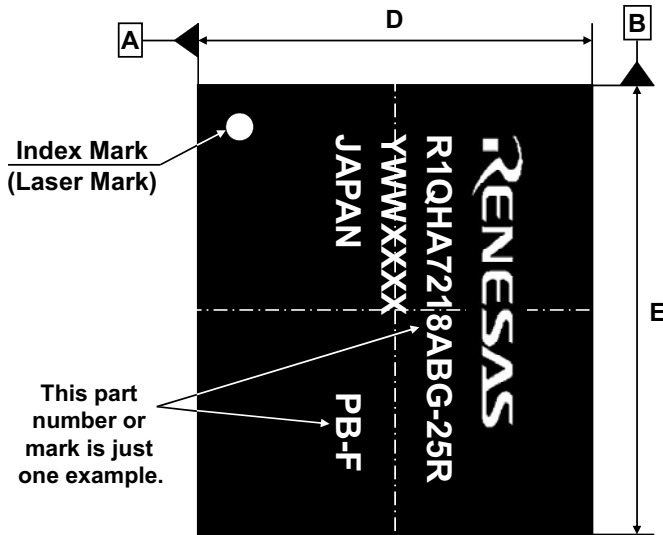 A
D
B
Index Mark
(Laser Mark)
RENESAS
R1QHA7218ABG-25R
YWWXXXX
JAPAN
PB-F
E
This part
number or
mark is just
one example.